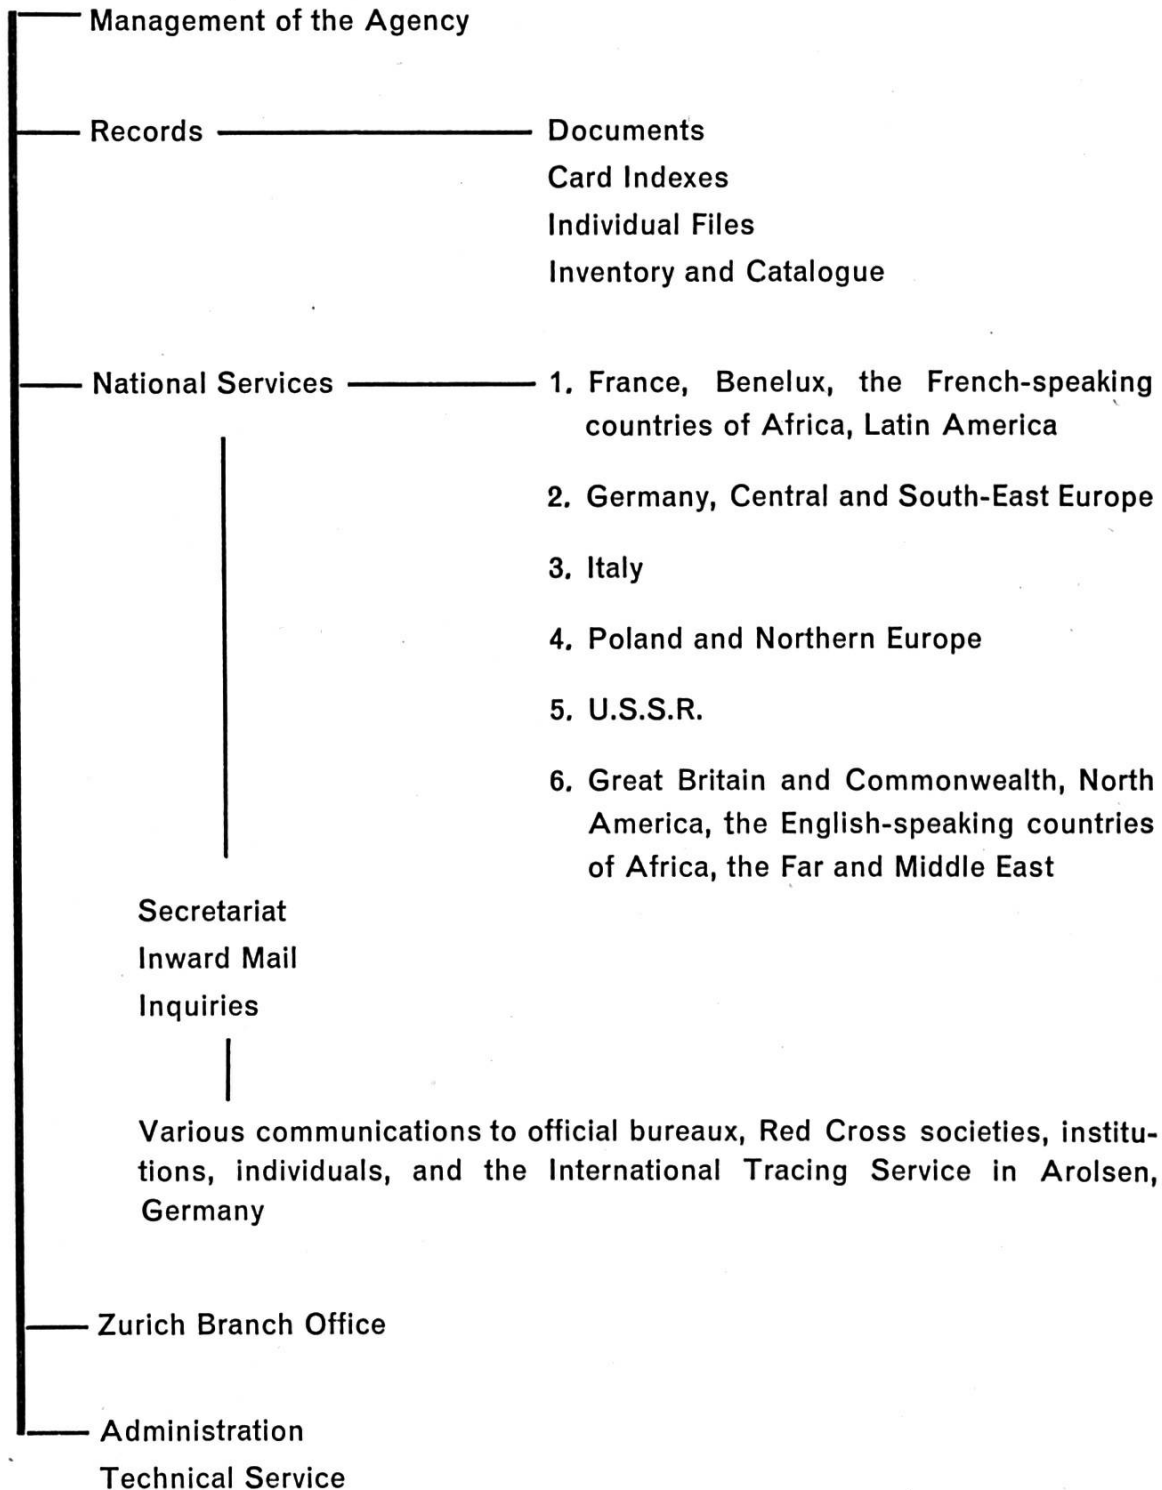 Management of the Agency
Records
Documents
Card Indexes
Individual Files
Inventory and Catalogue
National Services
1. France, Benelux, the French-speaking
countries of Africa, Latin America
2. Germany, Central and South-East Europe
3. Italy
4. Poland and Northern Europe
5. U.S.S.R.
6. Great Britain and Commonwealth, North
America, the English-speaking countries
of Africa, the Far and Middle East
Secretariat
Inward Mail
Inquiries
Various communications to official bureaux, Red Cross societies, institu-
tions, individuals, and the International Tracing Service in Arolsen,
Germany
Zurich Branch Office
Administration
Technical Service